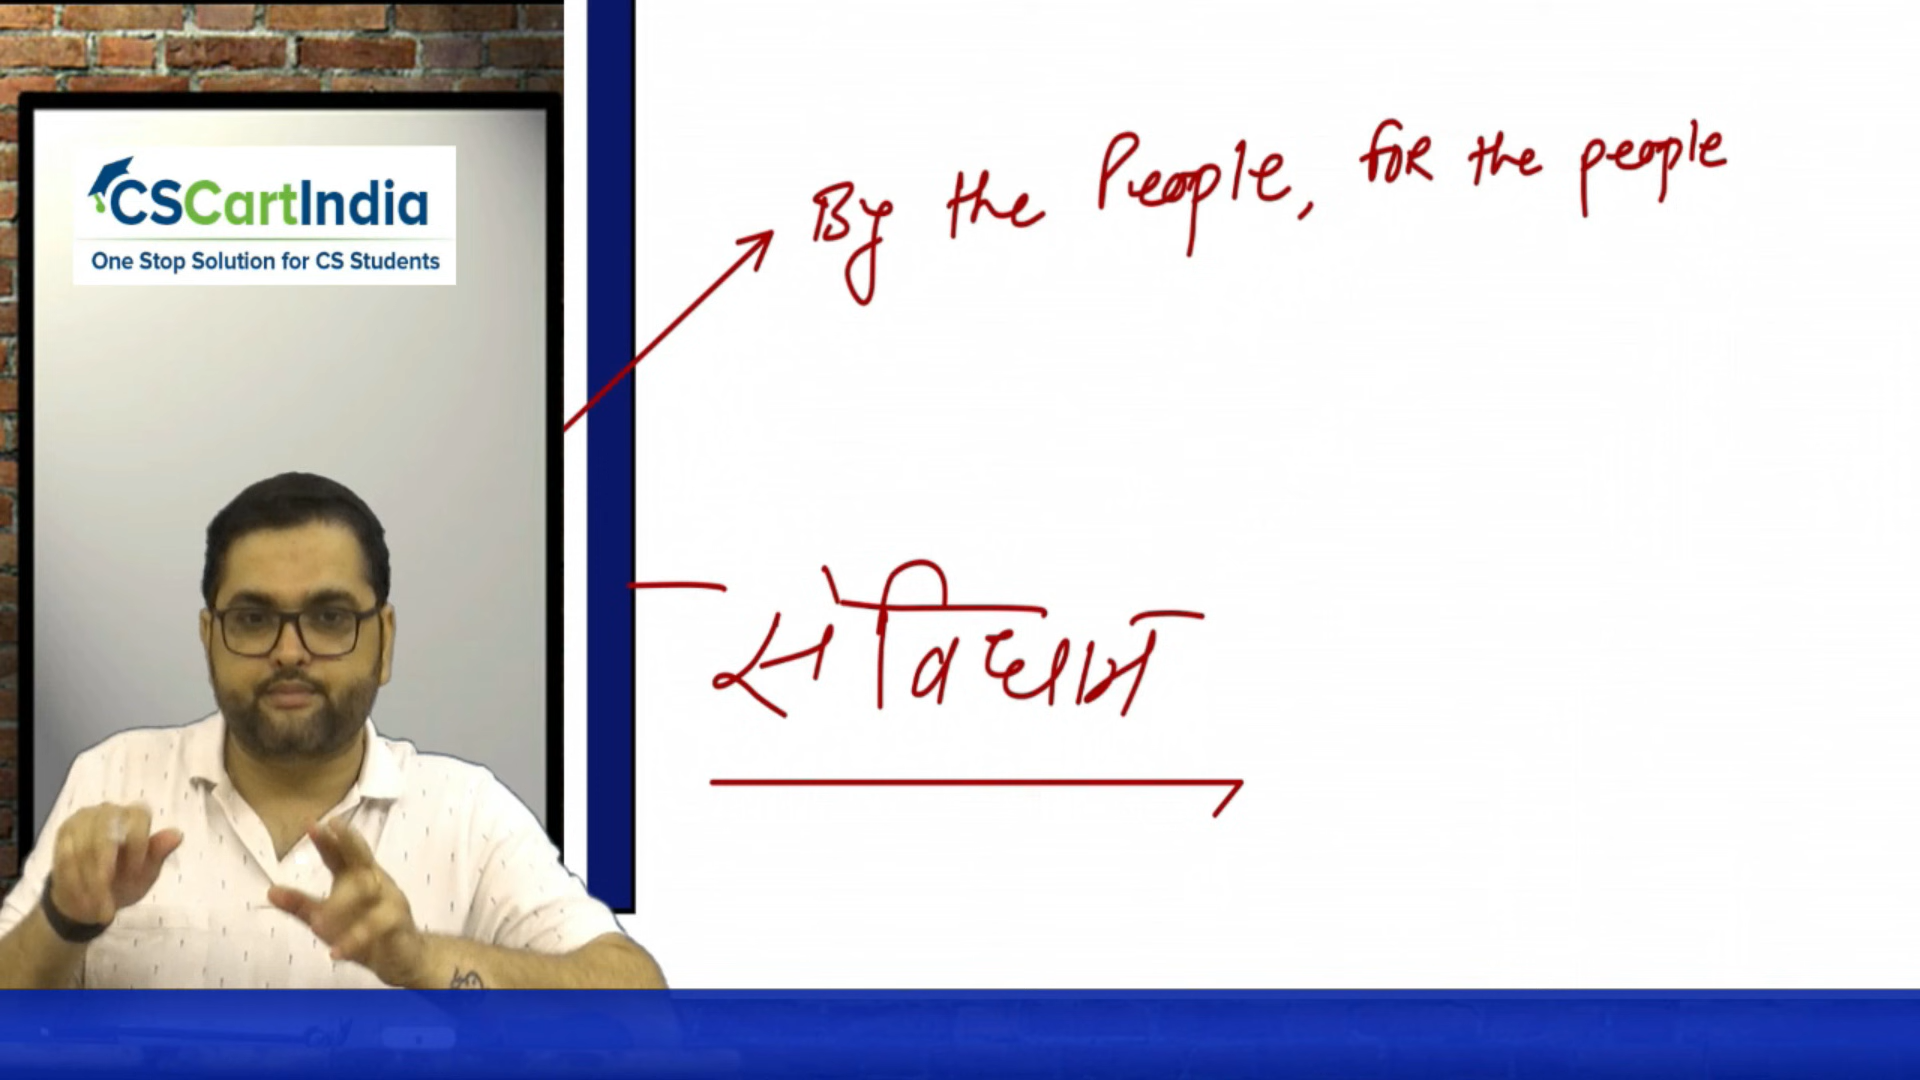 CSCartIndia
One Stop Solution for CS Students
By the People, for the people
संविधान